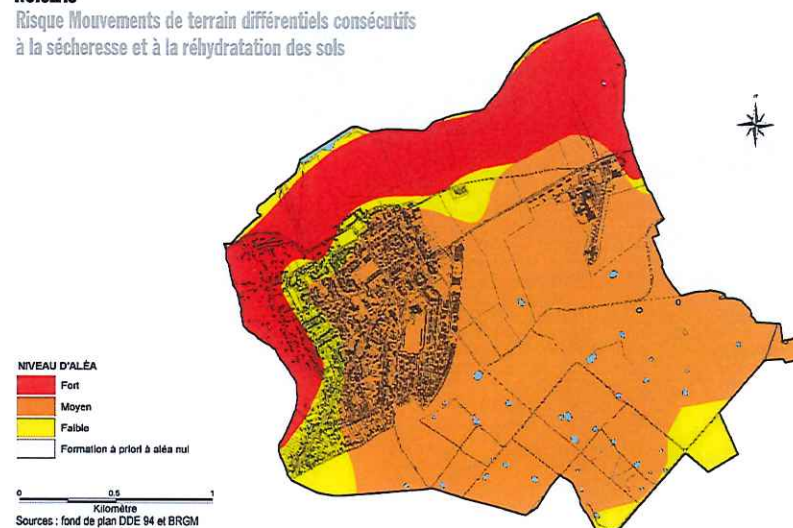 Risque Mouvements de terrain différentiels consécutifs
à la sécheresse et à la réhydratation des sols
NIVEAU D'ALÉA
Fort
Moyen
Faible
Formation à priori à aléa nul
0 0.5 1
Kilomètre
Sources : fond de plan DDE 94 et BRGM